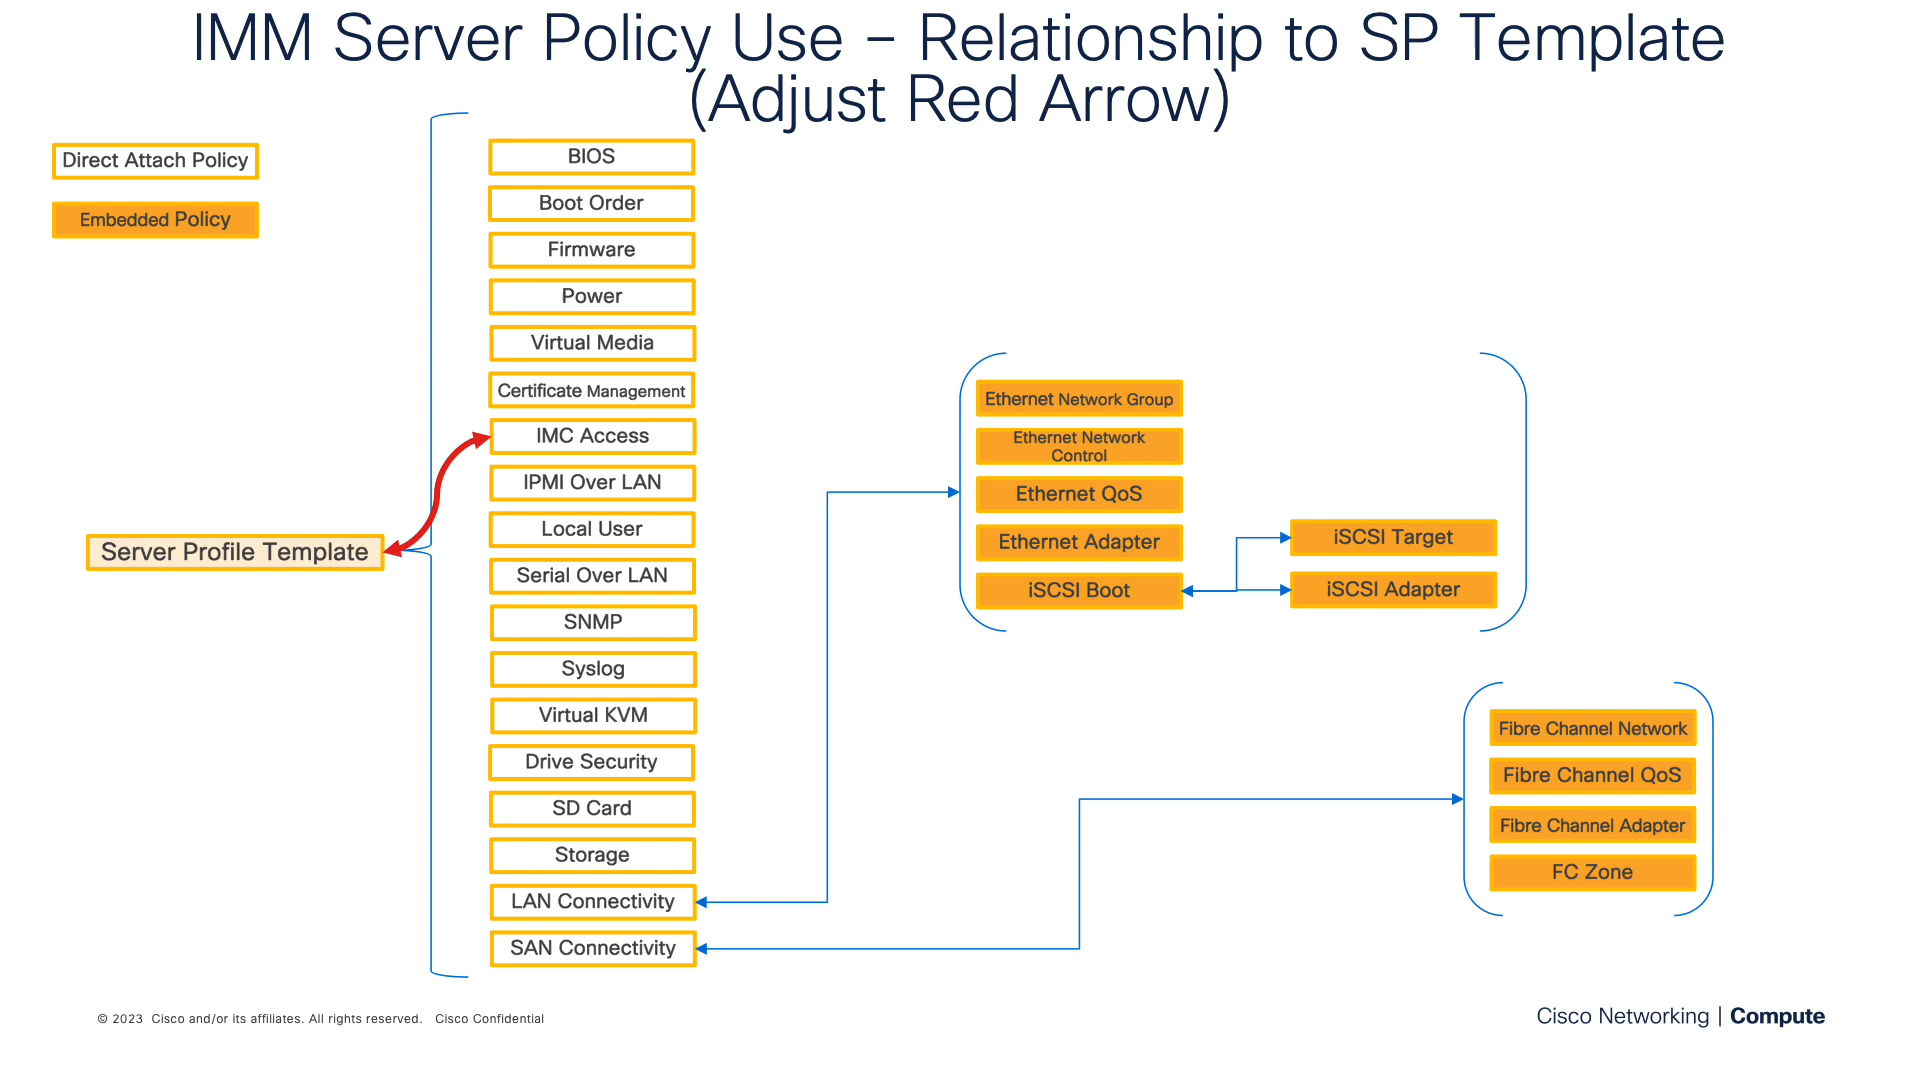 IMM Server Policy Use – Relationship to SP Template
(Adjust Red Arrow)
Direct Attach Policy
Embedded Policy
Server Profile Template
BIOS
Boot Order
Firmware
Power
Virtual Media
Certificate Management
IMC Access
IPMI Over LAN
Local User
Serial Over LAN
SNMP
Syslog
Virtual KVM
Drive Security
SD Card
Storage
LAN Connectivity
SAN Connectivity
Ethernet Network Group
Ethernet Network
Control
Ethernet QoS
Ethernet Adapter
iSCSI Boot
iSCSI Target
iSCSI Adapter
Fibre Channel Network
Fibre Channel QoS
Fibre Channel Adapter
FC Zone
© 2023 Cisco and/or its affiliates. All rights reserved. Cisco Confidential
Cisco Networking | Compute